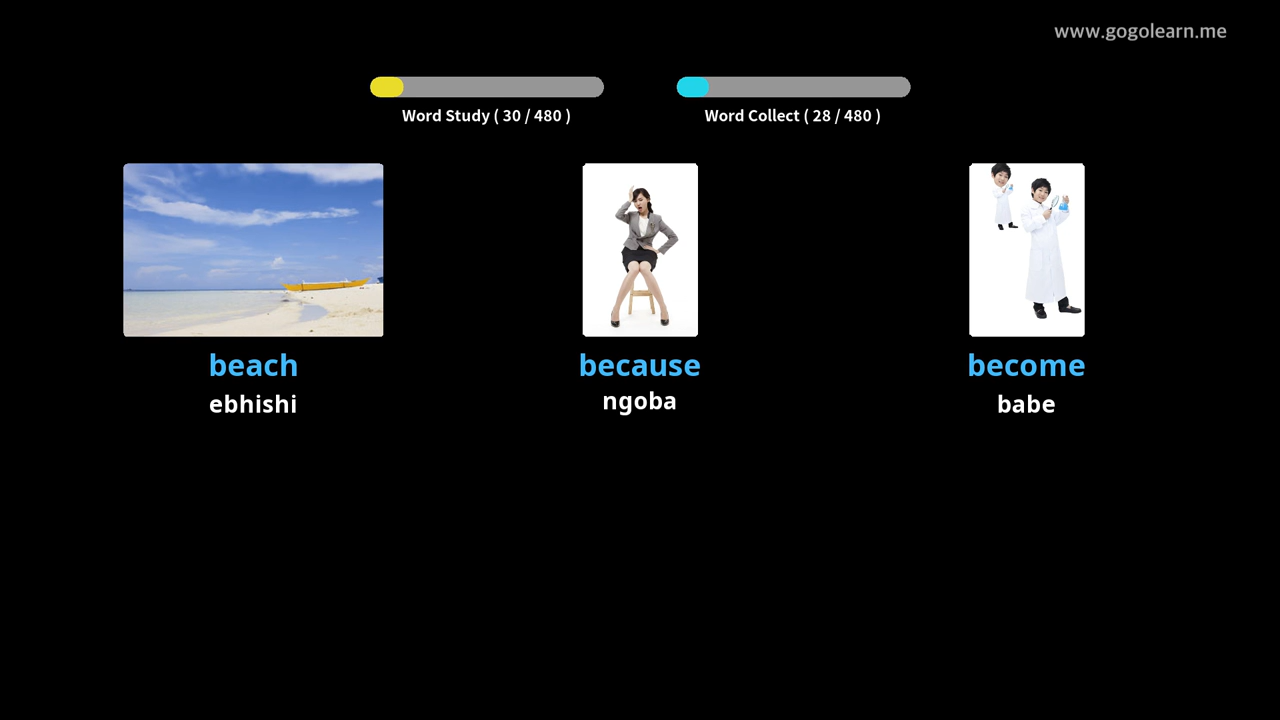 www.gogolearn.me
Word Study ( 30 / 480 )
Word Collect ( 28 / 480 )
beach
ebhishi
because
ngoba
become
babe